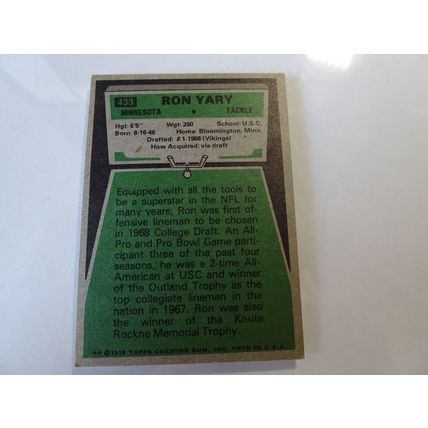 433 RON YARY
MINNESOTA • TACKLE
Hgt: 6'5" Wgt: 260 School: U.S.C.
Born: 8-16-46 Home: Bloomington, Minn.
Drafted: #1-1968 (Vikings)
How Acquired: via draft
Equipped with all the tools to
be a superstar in the NFL for
many years, Ron was first of-
fensive lineman to be chosen
in 1968 College Draft. An All-
Pro and Pro Bowl Game parti-
cipant three of the past four
seasons, he was a 2-time All-
American at USC and winner of
the Outland Trophy as the
top collegiate lineman in the
nation in 1967. Ron was also
the winner of the Knute
Rockne Memorial Trophy.
©1975 TOPPS CHEWING GUM, INC. PRTD IN U.S.A.